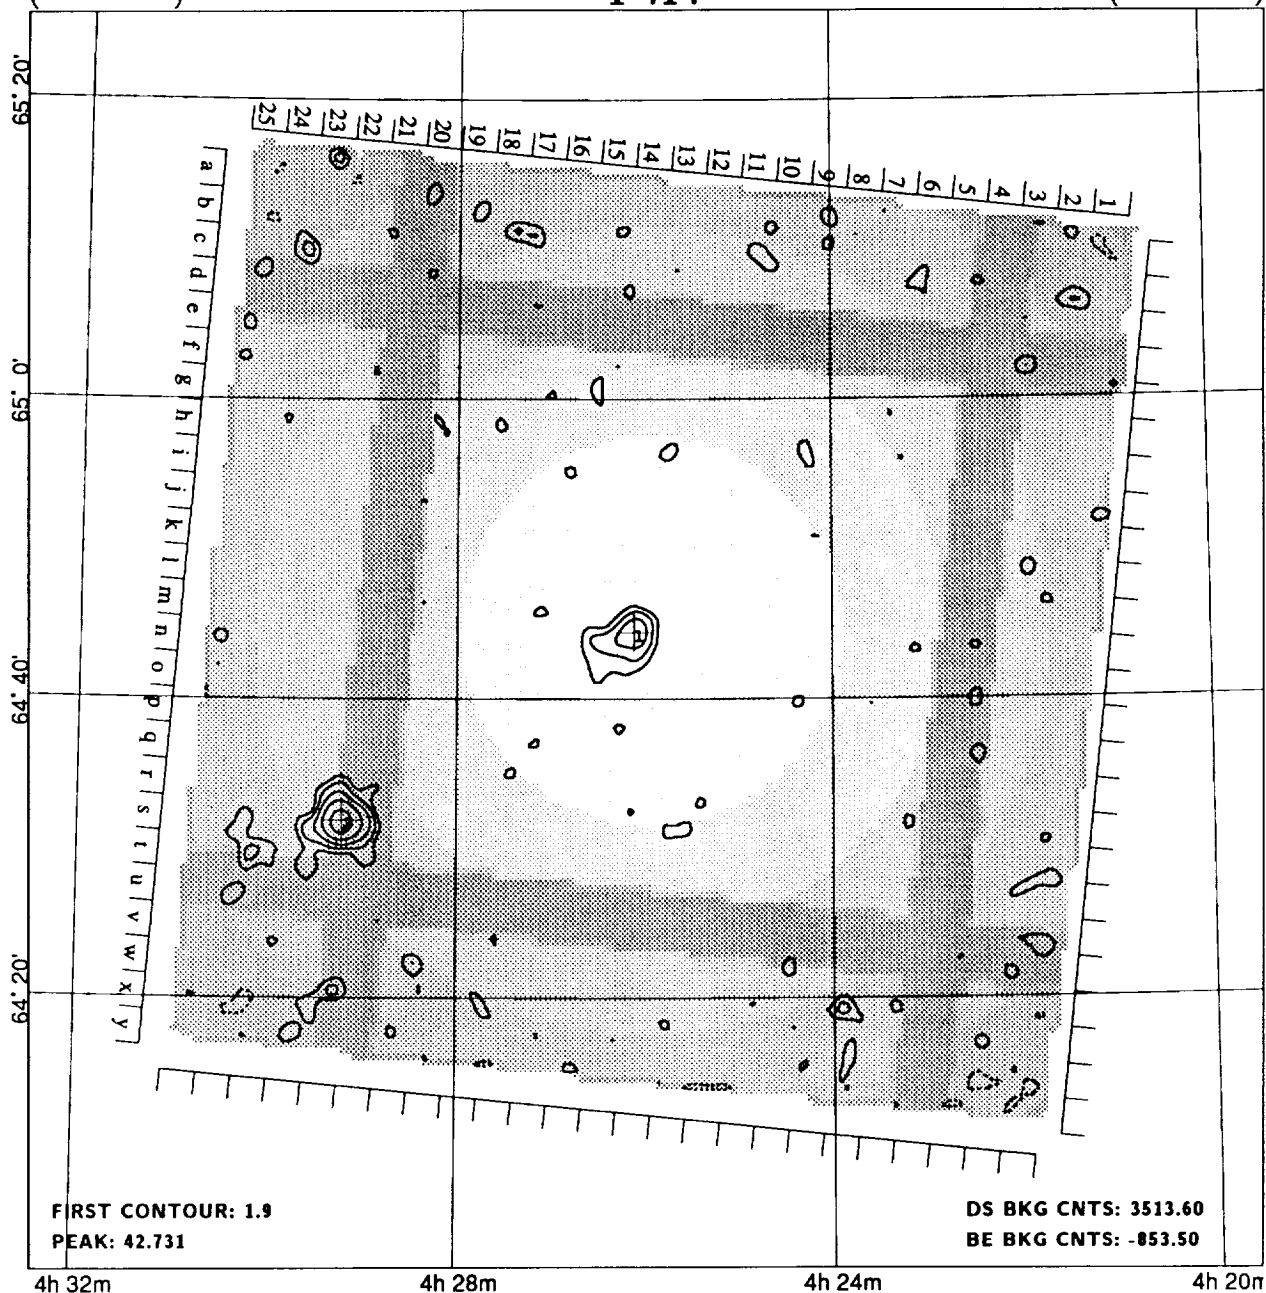 65° 20'
25 24 23 22 21 20 19 18 17 16 15 14 13 12 11 10 9 8 7 6 5 4 3 2 1
a b c d e f g h i j k l m n o p q r s t u v w x y
65° 0'
1
64° 40'
64° 20'
FIRST CONTOUR: 1.9
PEAK: 42.731
DS BKG CNTS: 3513.60
BE BKG CNTS: -853.50
4h 32m 4h 28m 4h 24m 4h 20m